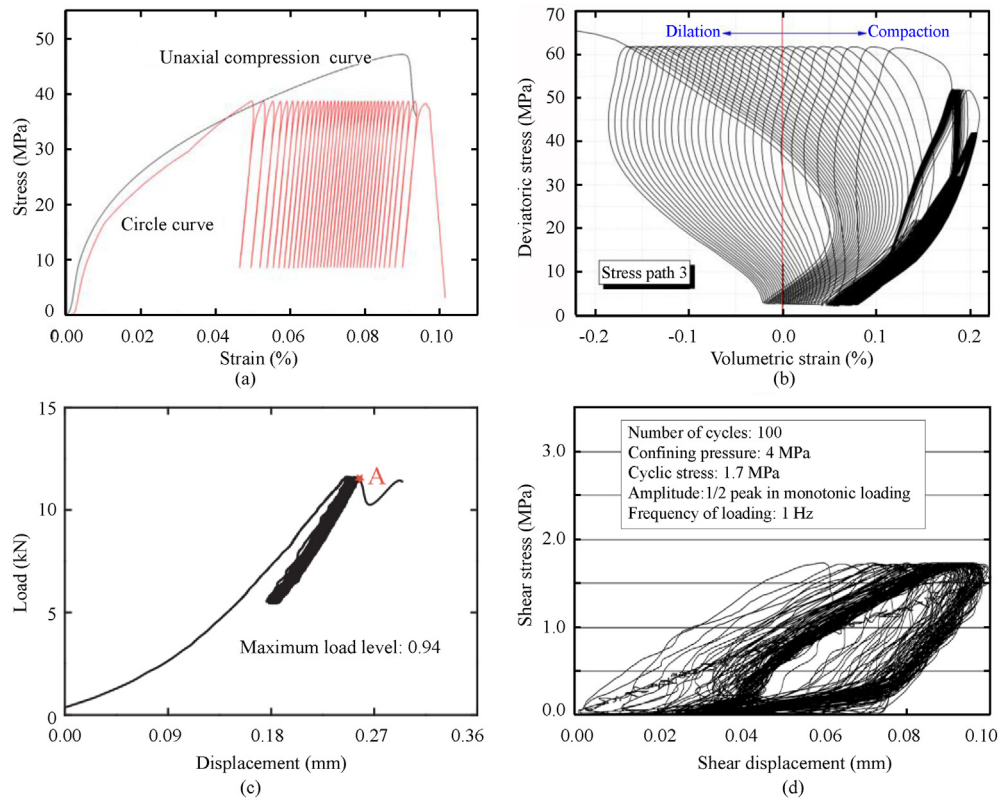 50
40
30
20
10
0
Stress (MPa)
Unaxial compression curve
Circle curve
0.00
0.02
0.04
0.06
0.08
0.10
Strain (%)
(a)
70
60
50
40
30
20
10
0
Deviatoric stress (MPa)
Dilation
Compaction
Stress path 3
-0.2
-0.1
0.0
0.1
0.2
Volumetric strain (%)
(b)
15
10
5
0
Load (kN)
A
Maximum load level: 0.94
0.00
0.09
0.18
0.27
0.36
Displacement (mm)
(c)
3.0
2.0
1.0
0.0
Shear stress (MPa)
Number of cycles: 100
Confining pressure: 4 MPa
Cyclic stress: 1.7 MPa
Amplitude:1/2 peak in monotonic loading
Frequency of loading: 1 Hz
0.00
0.02
0.04
0.06
0.08
0.10
Shear displacement (mm)
(d)